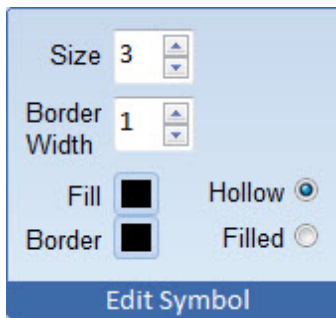 Size 3
Border
Width 1
Fill Hollow
Border Filled
Edit Symbol